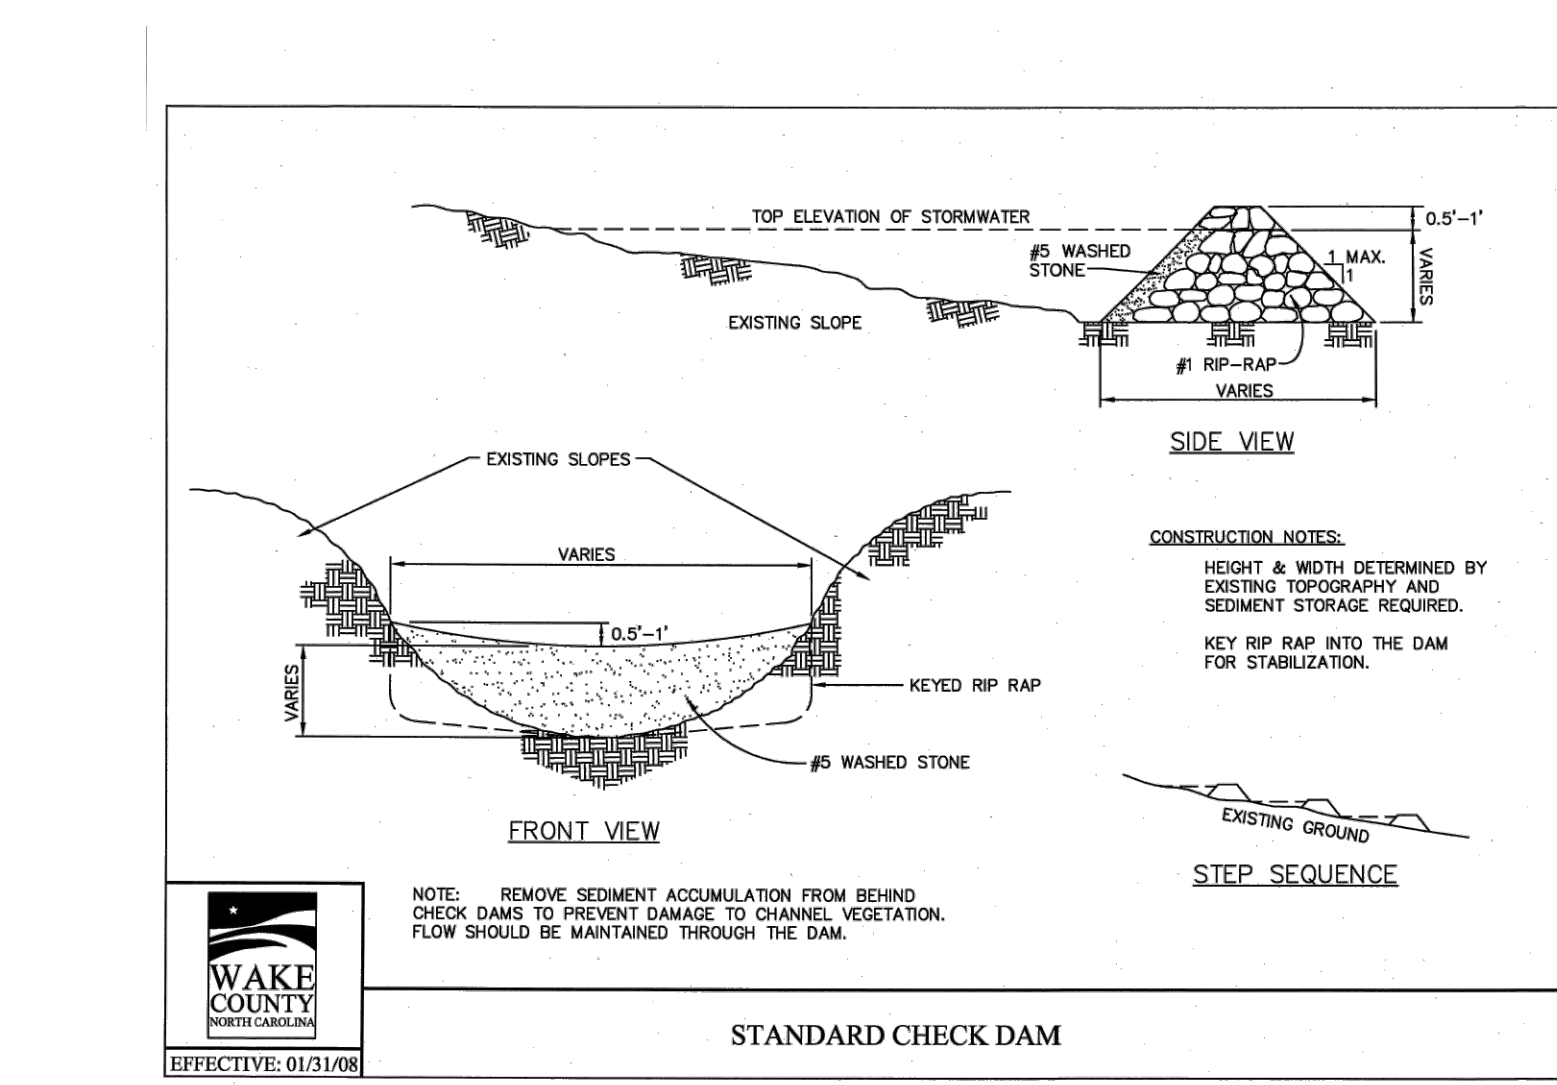 TOP ELEVATION OF STORMWATER
0.5'-1'
#5 WASHED
STONE
1 MAX.
1
VARIES
EXISTING SLOPE
#1 RIP-RAP
VARIES
SIDE VIEW
EXISTING SLOPES
VARIES
0.5'-1'
VARIES
KEYED RIP RAP
#5 WASHED STONE
FRONT VIEW
CONSTRUCTION NOTES:
HEIGHT & WIDTH DETERMINED BY
EXISTING TOPOGRAPHY AND
SEDIMENT STORAGE REQUIRED.
KEY RIP RAP INTO THE DAM
FOR STABILIZATION.
EXISTING GROUND
STEP SEQUENCE
NOTE: REMOVE SEDIMENT ACCUMULATION FROM BEHIND
CHECK DAMS TO PREVENT DAMAGE TO CHANNEL VEGETATION.
FLOW SHOULD BE MAINTAINED THROUGH THE DAM.
WAKE
COUNTY
NORTH CAROLINA
EFFECTIVE: 01/31/08
STANDARD CHECK DAM